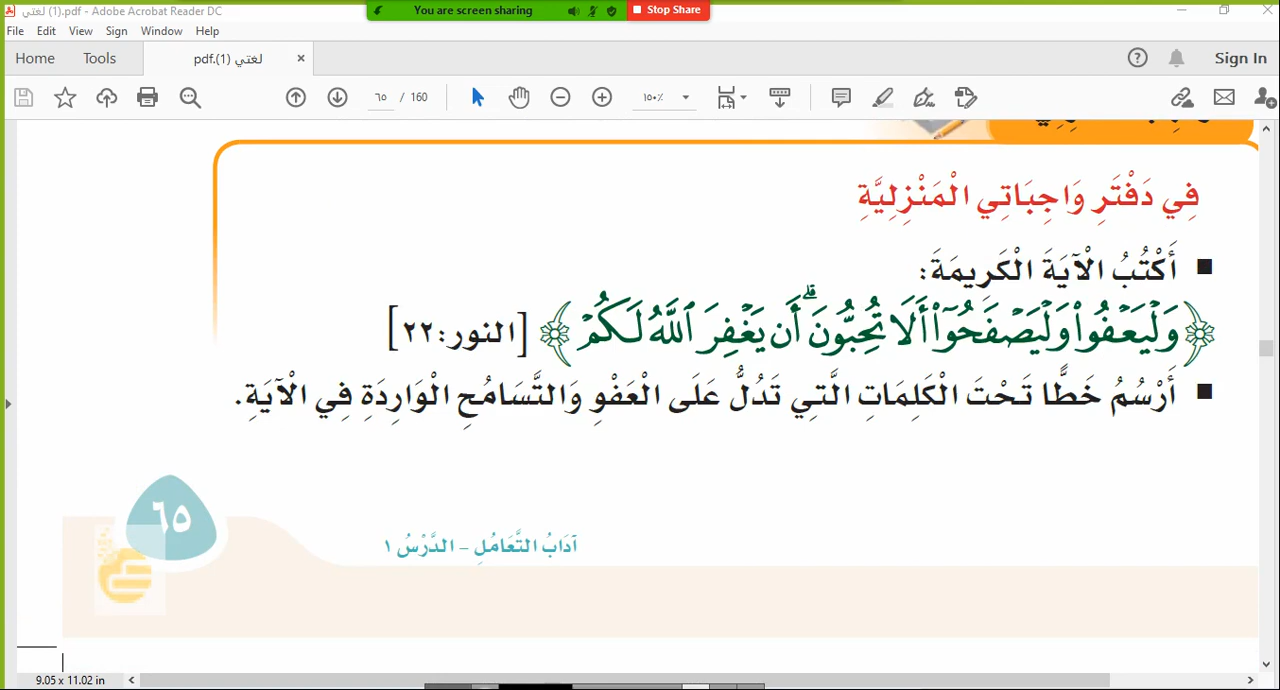 لغتي (1).pdf - Adobe Acrobat Reader DC
You are screen sharing
Stop Share
File Edit View Sign Window Help
Home Tools لغتي (1).pdf × Sign In
٦٥ / 160 ١٥٠٪
فِي دَفْتَرِ وَاجِبَاتِي الْمَنْزِلِيَّةِ
■ أَكْتُبُ الْآيَةَ الْكَرِيمَةَ:
﴿وَلْيَعْفُوا۟ وَلْيَصْفَحُوٓا۟ أَلَا تُحِبُّونَ أَن يَغْفِرَ ٱللَّهُ لَكُمْ ۗ﴾ [النور:٢٢]
■ أَرْسُمُ خَطًّا تَحْتَ الْكَلِمَاتِ الَّتِي تَدُلُّ عَلَى الْعَفْوِ وَالتَّسَامُحِ الْوَارِدَةِ فِي الْآيَةِ.
٦٥
آدَابُ التَّعَامُلِ – الدَّرْسُ ١
9.05 x 11.02 in